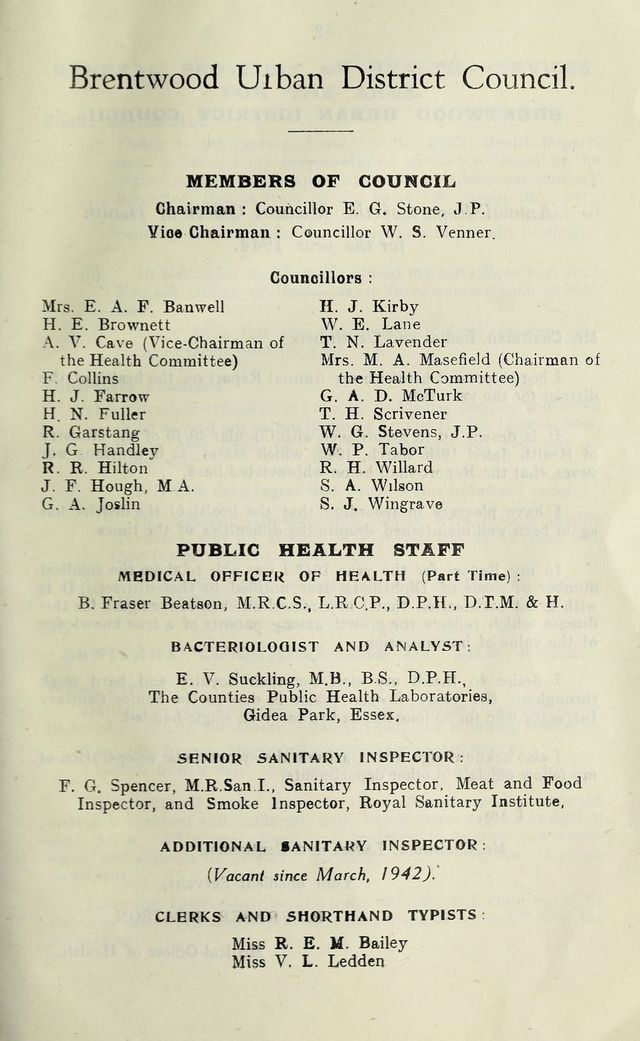 Brentwood Urban District Council.
MEMBERS OF COUNCIL
Chairman : Councillor E. G. Stone, J.P.
Vice Chairman : Councillor W. S. Venner.
Councillors :
Mrs. E. A. F. Banwell
H. E. Brownett
A. V. Cave (Vice-Chairman of
the Health Committee)
F. Collins
H. J. Farrow
H. N. Fuller
R. Garstang
J. G Handley
R. R. Hilton
J. F. Hough, M A.
G. A. Joslin
H. J. Kirby
W. E. Lane
T. N. Lavender
Mrs. M. A. Masefield (Chairman of
the Health Committee)
G. A. D. McTurk
T. H. Scrivener
W. G. Stevens, J.P.
W. P. Tabor
R. H. Willard
S. A. Wilson
S. J. Wingrave
PUBLIC HEALTH STAFF
MEDICAL OFFICER OF HEALTH (Part Time) :
B. Fraser Beatson, M.R.C.S., L.R.C.P., D.P.H., D.T.M. & H.
BACTERIOLOGIST AND ANALYST:
E. V. Suckling, M.B., B.S., D.P.H.,
The Counties Public Health Laboratories,
Gidea Park, Essex.
SENIOR SANITARY INSPECTOR:
F. G. Spencer, M.R.San.I., Sanitary Inspector, Meat and Food
Inspector, and Smoke Inspector, Royal Sanitary Institute,
ADDITIONAL SANITARY INSPECTOR:
(Vacant since March, 1942).
CLERKS AND SHORTHAND TYPISTS:
Miss R. E. M. Bailey
Miss V. L. Ledden